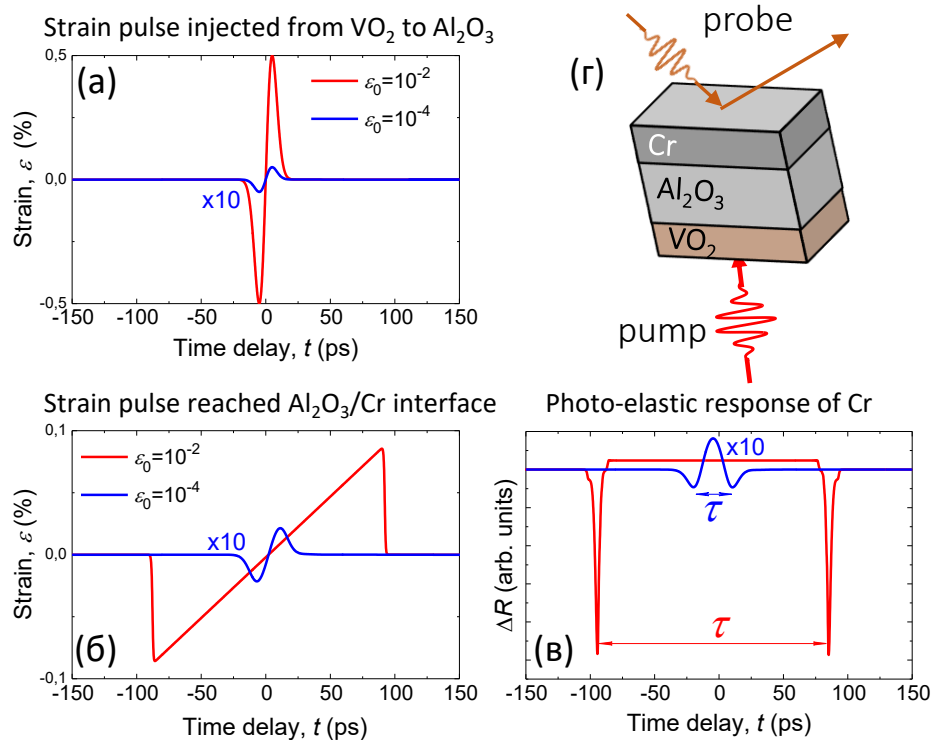 Strain pulse injected from VO₂ to Al₂O₃
(а)
ε₀=10⁻²
ε₀=10⁻⁴
x10
0,5
0,0
-0,5
Strain, ε (%)
-150 -100 -50 0 50 100 150
Time delay, t (ps)
(г)
probe
Cr
Al₂O₃
VO₂
pump
Strain pulse reached Al₂O₃/Cr interface
ε₀=10⁻²
ε₀=10⁻⁴
x10
(б)
0,1
0,0
0,1
Strain, ε (%)
-150 -100 -50 0 50 100 150
Time delay, t (ps)
Photo-elastic response of Cr
x10
τ
τ
(в)
ΔR (arb. units)
-150 -100 -50 0 50 100 150
Time delay, t (ps)